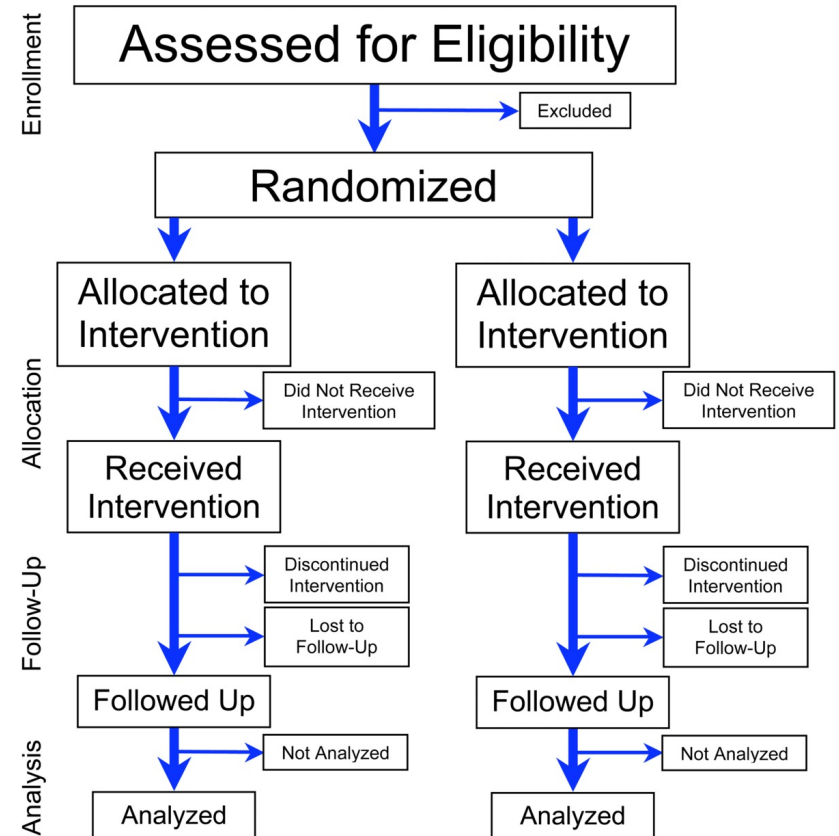 Enrollment
Assessed for Eligibility
Excluded
Randomized
Allocated to
Intervention
Allocated to
Intervention
Allocation
Did Not Receive
Intervention
Did Not Receive
Intervention
Received
Intervention
Received
Intervention
Follow-Up
Discontinued
Intervention
Discontinued
Intervention
Lost to
Follow-Up
Lost to
Follow-Up
Followed Up
Followed Up
Analysis
Not Analyzed
Not Analyzed
Analyzed
Analyzed